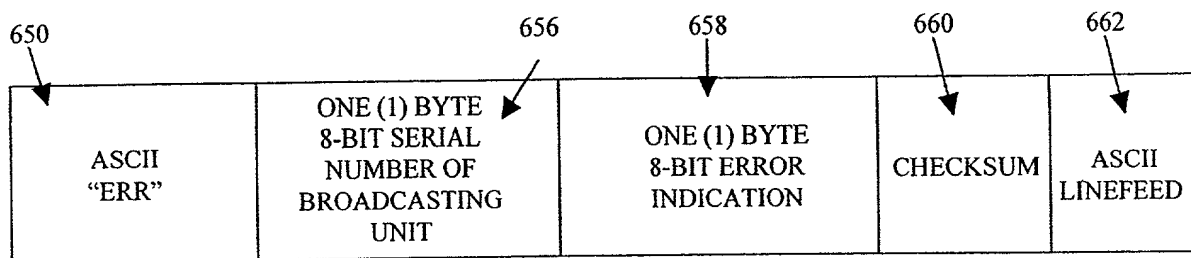 650
656
658
660
662
ASCII
“ERR”
ONE (1) BYTE
8-BIT SERIAL
NUMBER OF
BROADCASTING
UNIT
ONE (1) BYTE
8-BIT ERROR
INDICATION
CHECKSUM
ASCII
LINEFEED